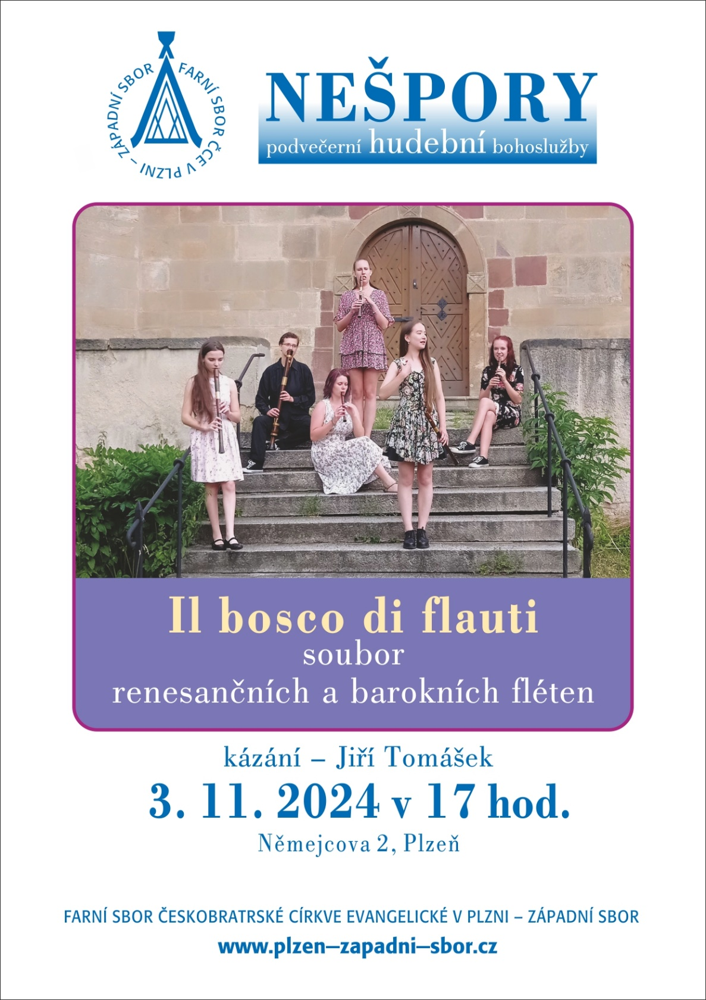 ZÁPADNÍ SBOR FARNÍ SBOR ČCE V PLZNI –
NEŠPORY
podvečerní hudební bohoslužby
Il bosco di flauti
soubor
renesančních a barokních fléten
kázání – Jiří Tomášek
3. 11. 2024 v 17 hod.
Němejcova 2, Plzeň
FARNÍ SBOR ČESKOBRATRSKÉ CÍRKVE EVANGELICKÉ V PLZNI – ZÁPADNÍ SBOR
www.plzen–zapadni–sbor.cz